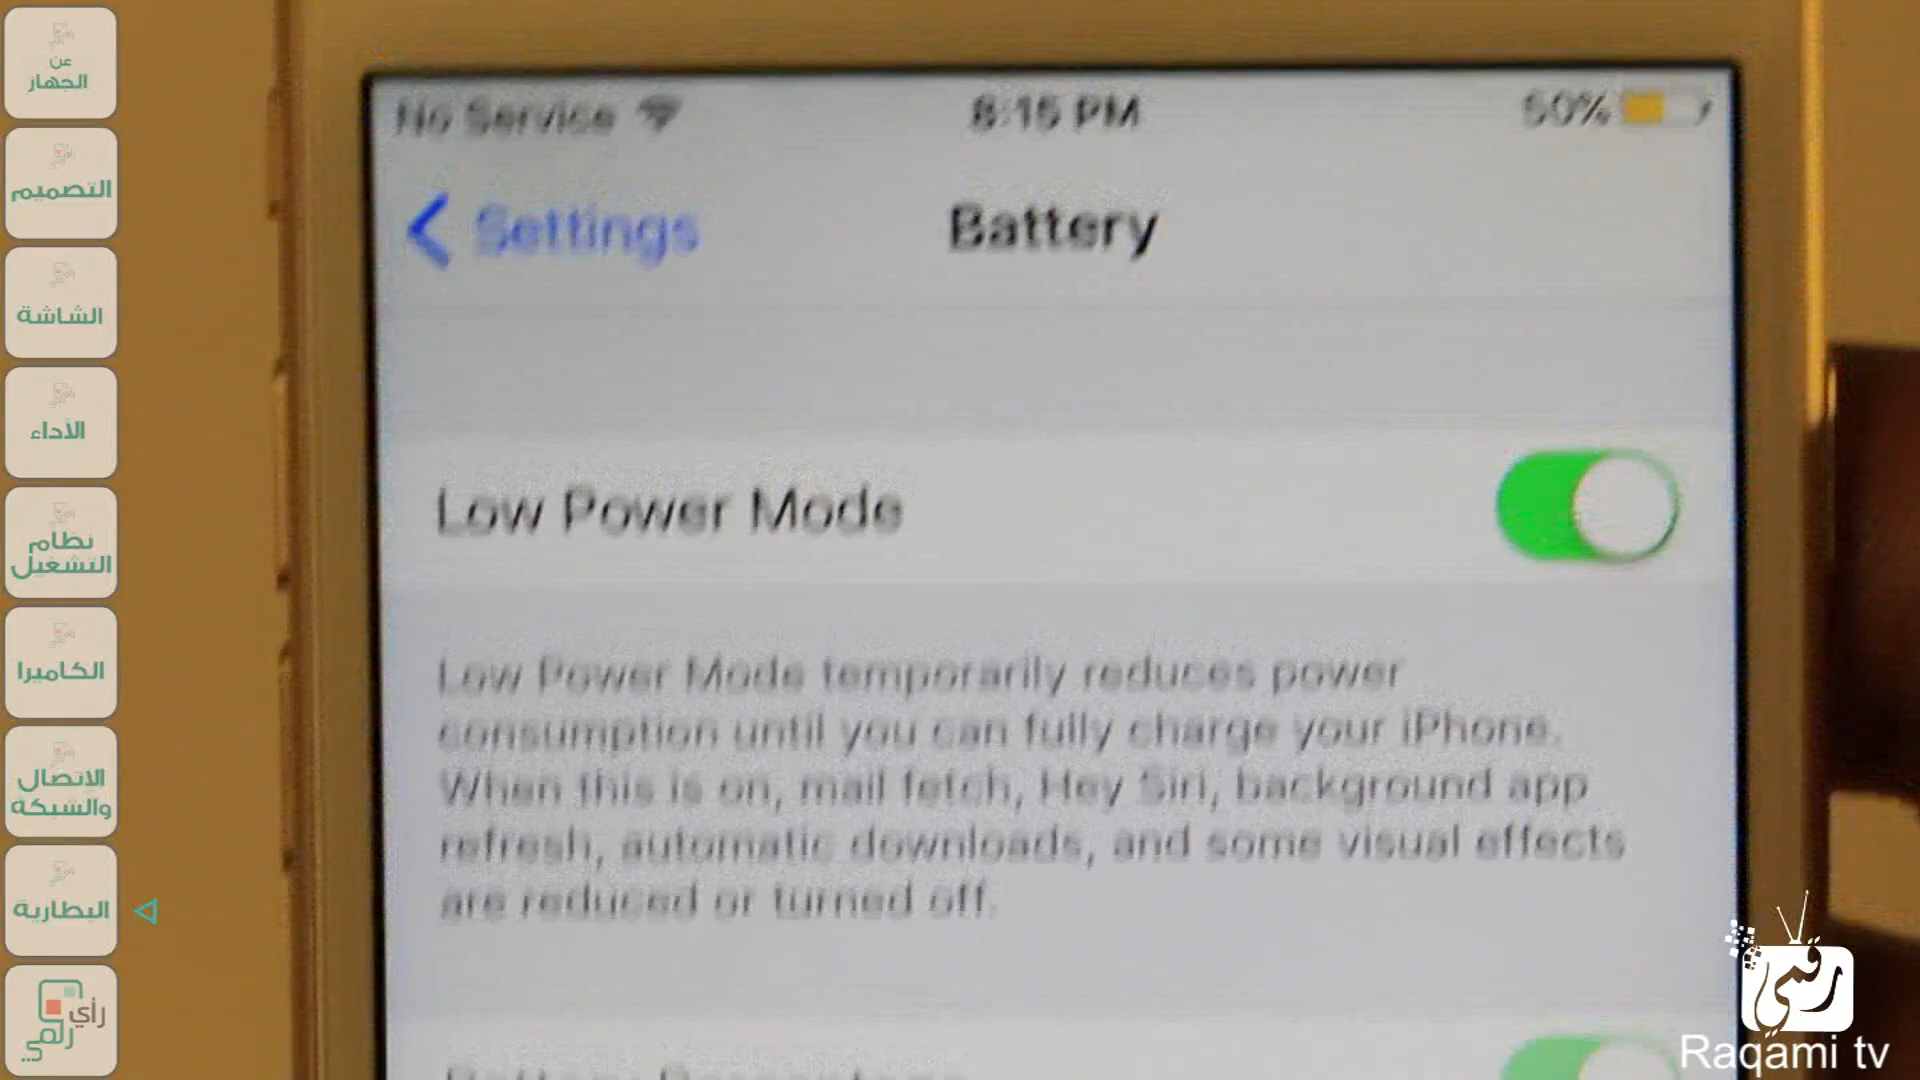 No Service
8:15 PM
50%
Settings
Battery
Low Power Mode
Low Power Mode temporarily reduces power
consumption until you can fully charge your iPhone.
When this is on, mail fetch, Hey Siri, background app
refresh, automatic downloads, and some visual effects
are reduced or turned off.
Battery Percentage
عن
الجهاز
التصميم
الشاشة
الأداء
نظام
التشغيل
الكاميرا
الاتصال
والشبكة
البطارية
رأي
رقمي
رقمي
Raqami tv